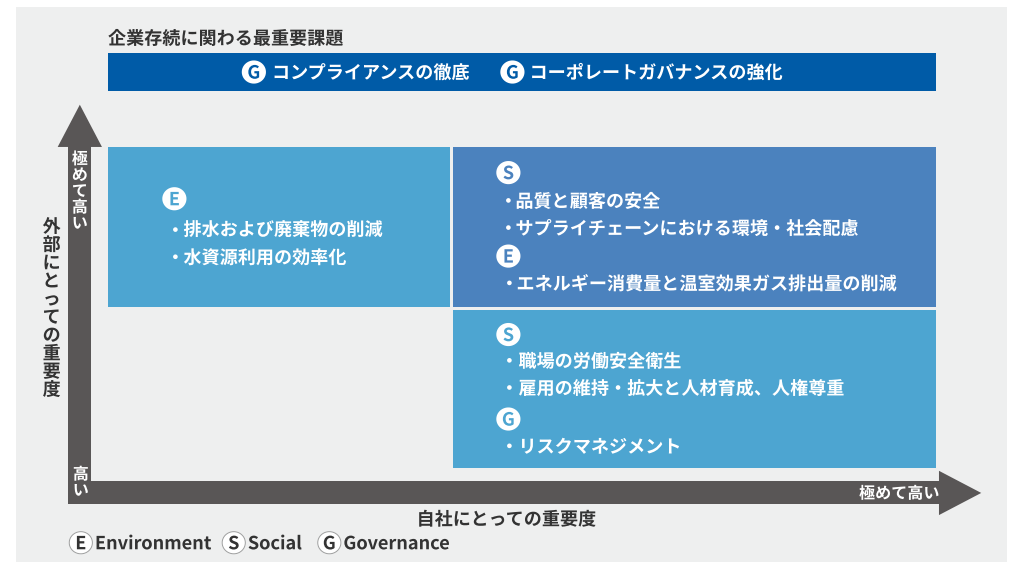 企業存続に関わる最重要課題
G コンプライアンスの徹底 G コーポレートガバナンスの強化
極めて高い
外部にとっての重要度
高い
E
・排水および廃棄物の削減
・水資源利用の効率化
S
・品質と顧客の安全
・サプライチェーンにおける環境・社会配慮
E
・エネルギー消費量と温室効果ガス排出量の削減
S
・職場の労働安全衛生
・雇用の維持・拡大と人材育成、人権尊重
G
・リスクマネジメント
極めて高い
自社にとっての重要度
E Environment S Social G Governance